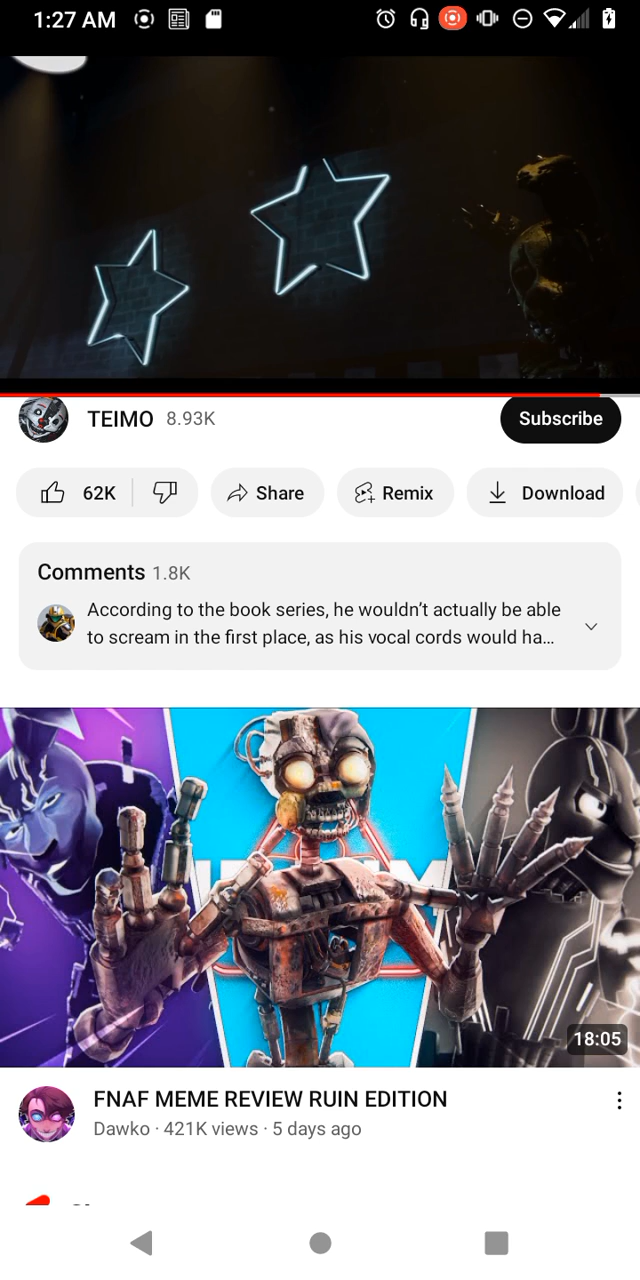 1:27 AM
TEIMO 8.93K
Subscribe
62K
Share
Remix
Download
Comments 1.8K
According to the book series, he wouldn't actually be able
to scream in the first place, as his vocal cords would ha...
18:05
FNAF MEME REVIEW RUIN EDITION
Dawko · 421K views · 5 days ago